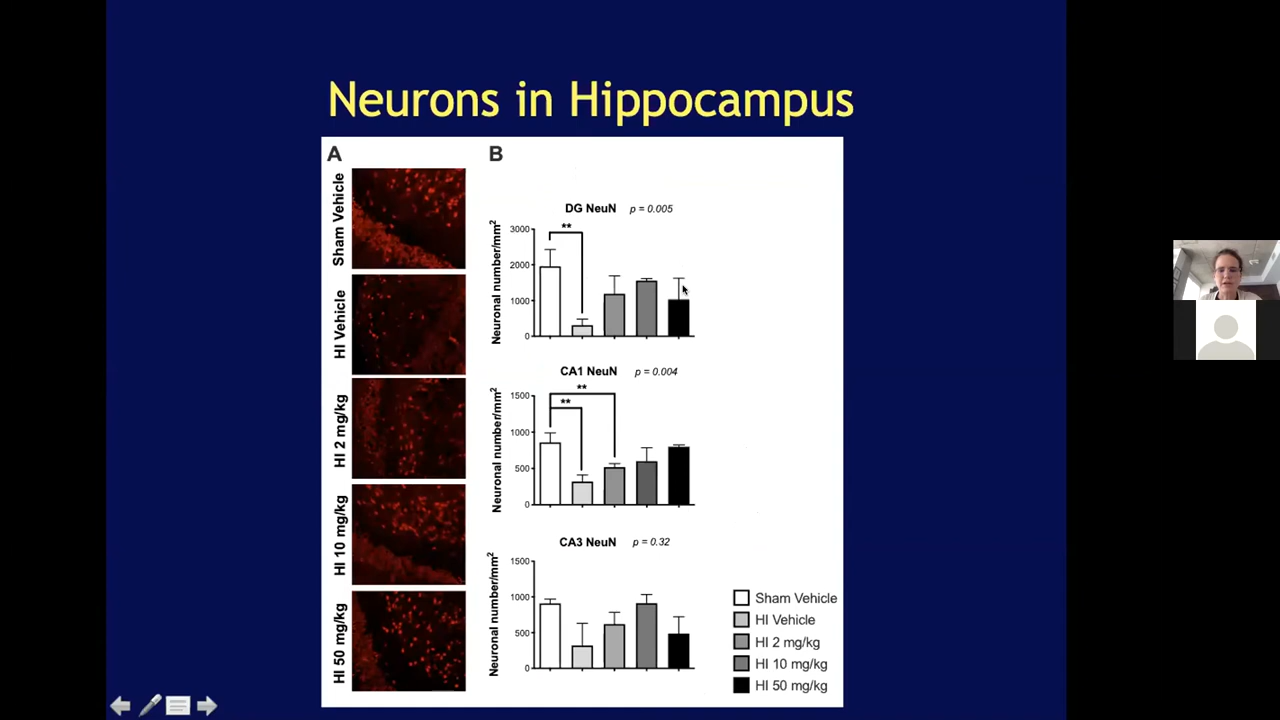 Neurons in Hippocampus
A
B
Sham Vehicle
HI Vehicle
HI 2 mg/kg
HI 10 mg/kg
HI 50 mg/kg
DG NeuN p = 0.005
Neuronal number/mm²
3000
2000
1000
0
**
CA1 NeuN p = 0.004
Neuronal number/mm²
1500
1000
500
0
**
**
CA3 NeuN p = 0.32
Neuronal number/mm²
1500
1000
500
0
Sham Vehicle
HI Vehicle
HI 2 mg/kg
HI 10 mg/kg
HI 50 mg/kg